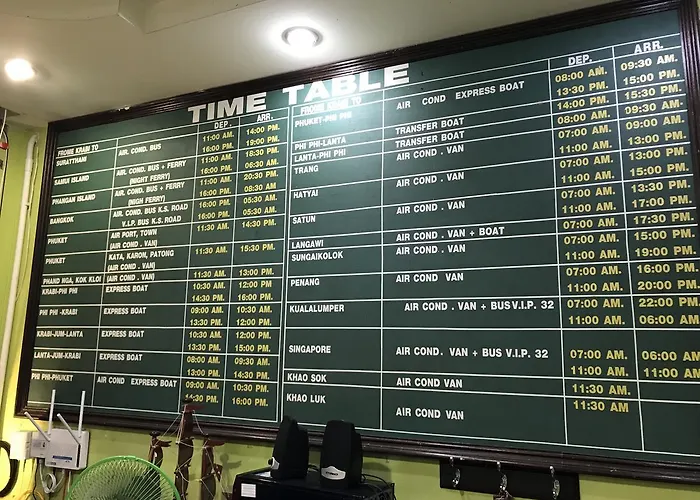 TIME TABLE
FROME KRABI TO DEP. ARR.
SURATTHANI AIR. COND. BUS 11:00 AM. 14:00 PM.
16:00 PM. 19:00 PM.
SAMUI ISLAND AIR. COND. BUS + FERRY 11:00 AM. 18:30 PM.
(NIGHT FERRY) 16:00 PM. 06:30 AM.
PHANGAN ISLAND AIR. COND. BUS + FERRY 11:00 AM. 20:30 PM.
(NIGH FERRY) 16:00 PM. 08:30 AM
BANGKOK AIR. COND. BUS K.S. ROAD 16:00 PM. 05:30 AM.
V.I.P. BUS K.S. ROAD 16:00 PM. 05:30 AM.
PHUKET AIR PORT, TOWN 11:30 AM. 14:30 PM.
(AIR COND. VAN)
PHUKET KATA, KARON, PATONG 11:30 AM. 15:30 PM.
(AIR COND. VAN)
PHAND NGA, KOK KLOI (AIR COND. VAN) 11:30 AM. 13:00 PM.
KRABI-PHI PHI EXPRESS BOAT 10:30 AM. 12:00 PM
14:30 PM. 16:00 PM.
PHI PHI -KRABI EXPRESS BOAT 09:00 AM. 10:30 AM.
13:30 PM. 12:00 PM.
KRABI-JUM-LANTA EXPRESS BOAT 10:30 AM. 12:00 PM.
13:30 PM. 15:00 PM.
LANTA-JUM-KRABI EXPRESS BOAT 08:00 AM. 09:30 AM.
13:00 PM. 14:30 PM.
PHI PHI-PHUKET AIR COND EXPRESS BOAT 09:00 AM. 10:30 AM.
14:30 PM. 16:00 PM.
FROME KRABI TO DEP. ARR.
PHUKET-PHI PHI AIR COND EXPRESS BOAT 08:00 AM. 09:30 AM.
13:30 PM. 15:00 PM.
PHI PHI-LANTA TRANSFER BOAT 14:00 PM. 15:30 PM.
LANTA-PHI PHI TRANSFER BOAT 08:00 AM. 09:30 AM.
TRANG AIR COND . VAN 07:00 AM. 09:00 AM.
11:00 AM. 13:00 PM.
HATYAI AIR COND . VAN 07:00 AM. 13:00 PM.
11:00 AM. 15:00 PM.
SATUN AIR COND . VAN 07:00 AM. 13:30 PM.
11:00 AM. 17:00 PM.
LANGAWI AIR COND . VAN + BOAT 07:00 AM. 17:30 PM.
SUNGAIKOLOK AIR COND . VAN 07:00 AM. 15:00 PM.
11:00 AM. 19:00 PM.
PENANG AIR COND . VAN 07:00 AM. 16:00 PM
11:00 AM. 20:00 PM.
KUALALUMPER AIR COND . VAN + BUS V.I.P. 32 07:00 AM. 22:00 PM
11:00 AM. 06:00 AM.
SINGAPORE AIR COND . VAN + BUS V.I.P. 32 07:00 AM. 06:00 AM
11:00 AM. 11:00 AM
KHAO SOK AIR COND VAN 11:30 AM.
KHAO LUK AIR COND VAN 11:30 AM